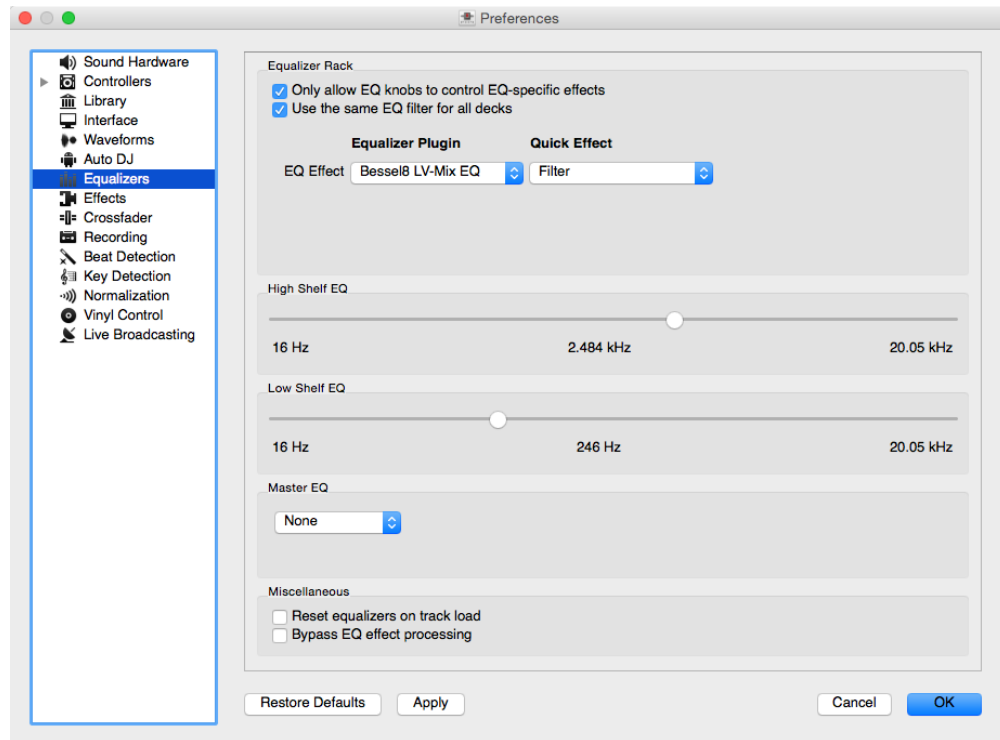 Preferences
Sound Hardware
Controllers
Library
Interface
Waveforms
Auto DJ
Equalizers
Effects
Crossfader
Recording
Beat Detection
Key Detection
Normalization
Vinyl Control
Live Broadcasting
Equalizer Rack
Only allow EQ knobs to control EQ-specific effects
Use the same EQ filter for all decks
Equalizer Plugin Quick Effect
EQ Effect Bessel8 LV-Mix EQ Filter
High Shelf EQ
16 Hz 2.484 kHz 20.05 kHz
Low Shelf EQ
16 Hz 246 Hz 20.05 kHz
Master EQ
None
Miscellaneous
Reset equalizers on track load
Bypass EQ effect processing
Restore Defaults Apply Cancel OK